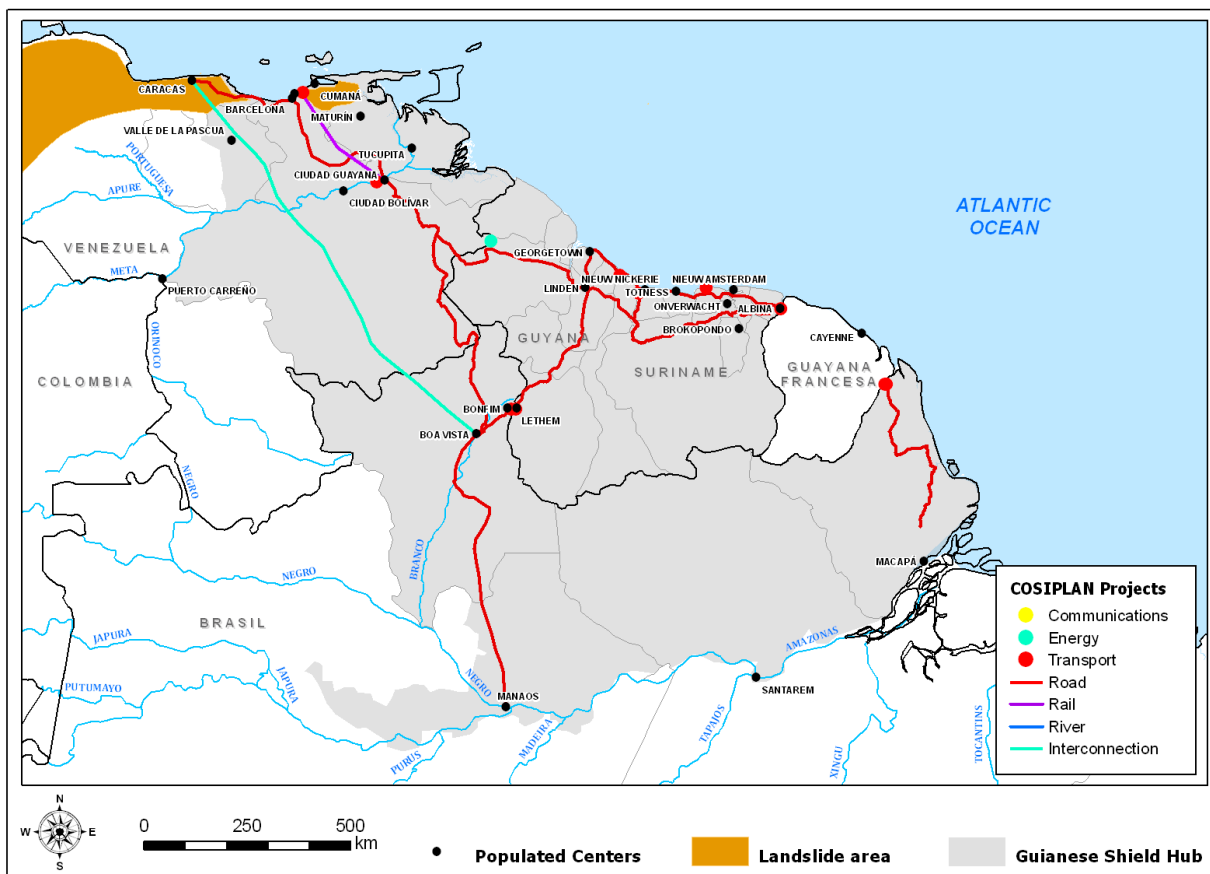 CARACAS
BARCELONA
CUMANÁ
MATURÍN
VALLE DE LA PASCUA
TUCUPITA
PORTUGUESA
CIUDAD GUAYANA
APURE
CIUDAD BOLÍVAR
ATLANTIC
OCEAN
VENEZUELA
GEORGETOWN
META
NIEUW NICKERIE
NIEUW AMSTERDAM
PUERTO CARREÑO
LINDEN
TOTNESS
ONVERWACHT
ALBINA
ORINOCO
GUYANA
BROKOPONDO
CAYENNE
COLOMBIA
SURINAME
GUAYANA
FRANCESA
BONFIM
LETHEM
BOA VISTA
NEGRO
BRANCO
MACAPÁ
NEGRO
BRASIL
JAPURA
AMAZONAS
JAPURA
PUTUMAYO
NEGRO
MANAOS
SANTAREM
PURUS
MADEIRA
TAPAJOS
XINGU
TOCANTINS
COSIPLAN Projects
Communications
Energy
Transport
Road
Rail
River
Interconnection
N
W E
S
0 250 500
km
Populated Centers
Landslide area
Guianese Shield Hub